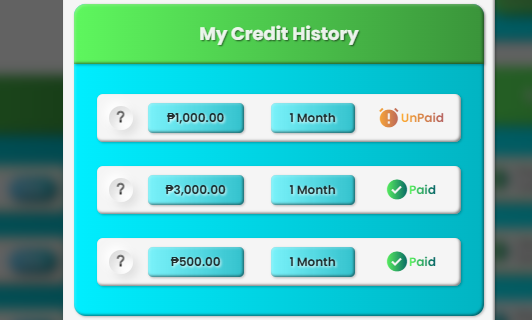 My Credit History
? ₱1,000.00 1 Month UnPaid
? ₱3,000.00 1 Month Paid
? ₱500.00 1 Month Paid